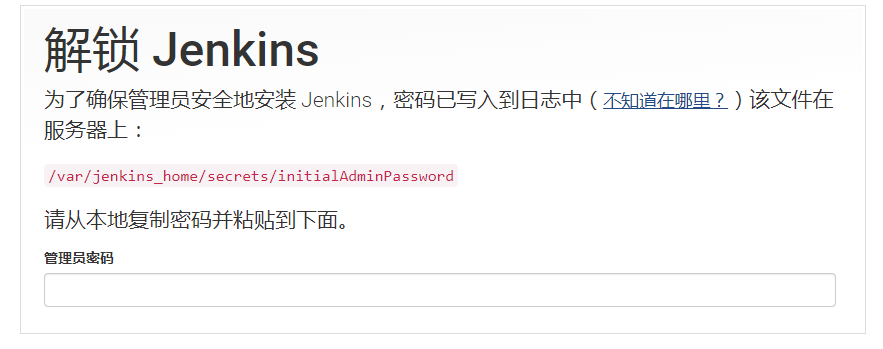 解锁 Jenkins
为了确保管理员安全地安装 Jenkins，密码已写入到日志中（不知道在哪里？）该文件在
服务器上：
/var/jenkins_home/secrets/initialAdminPassword
请从本地复制密码并粘贴到下面。
管理员密码